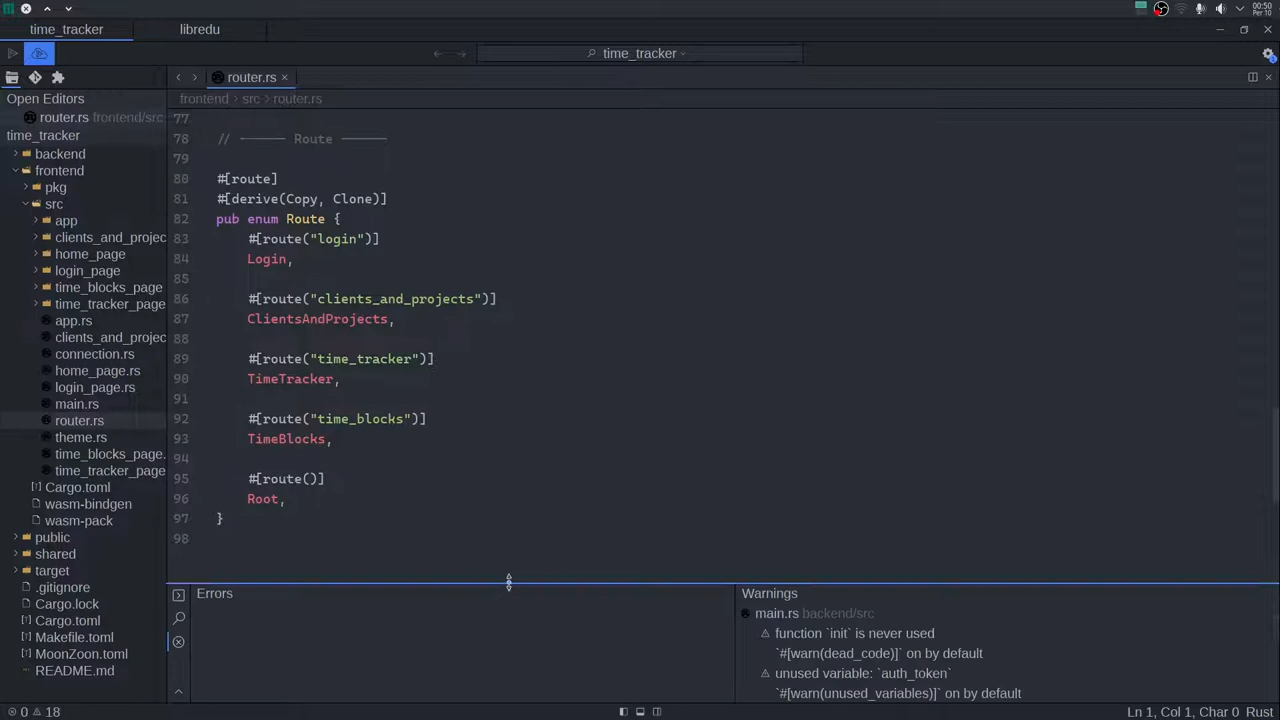 00:50
Per 10
time_tracker
libredu
time_tracker
router.rs
Open Editors
router.rs frontend/src
time_tracker
backend
frontend
pkg
src
app
clients_and_projec
home_page
login_page
time_blocks_page
time_tracker_page
app.rs
clients_and_projec
connection.rs
home_page.rs
login_page.rs
main.rs
router.rs
theme.rs
time_blocks_page.
time_tracker_page
Cargo.toml
wasm-bindgen
wasm-pack
public
shared
target
.gitignore
Cargo.lock
Cargo.toml
Makefile.toml
MoonZoon.toml
README.md
frontend > src > router.rs
77
78 // ------ Route ------
79
80 #[route]
81 #[derive(Copy, Clone)]
82 pub enum Route {
83 #[route("login")]
84 Login,
85
86 #[route("clients_and_projects")]
87 ClientsAndProjects,
88
89 #[route("time_tracker")]
90 TimeTracker,
91
92 #[route("time_blocks")]
93 TimeBlocks,
94
95 #[route()]
96 Root,
97 }
98
Errors
Warnings
main.rs backend/src
function `init` is never used
`#[warn(dead_code)]` on by default
unused variable: `auth_token`
`#[warn(unused_variables)]` on by default
0 18
Ln 1, Col 1, Char 0 Rust